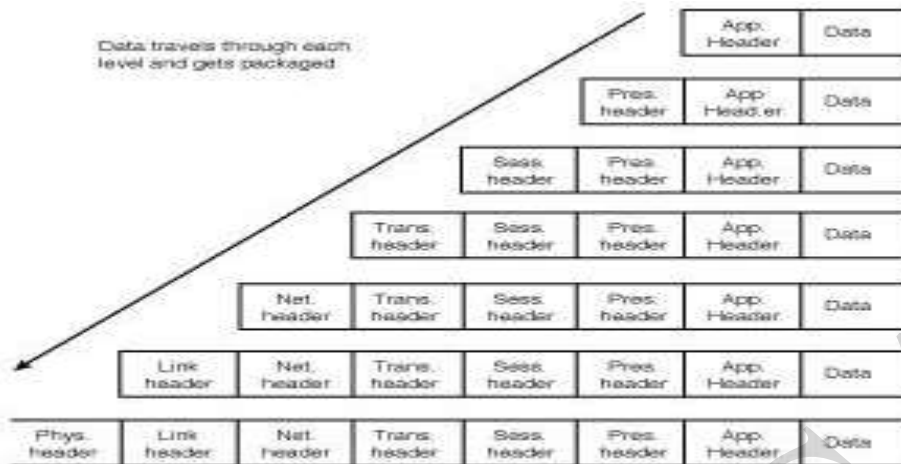 Data travels through each
level and gets packaged
App. Data
Header
Pres. App Data
header Head.er
Sess. Pres. App. Data
header header Header
Trans. Sess. Pres. App. Data
header header header Header
Net. Trans. Sess. Pres. App. Data
header header header header Header
Link Net. Trans. Sess. Pres. App. Data
header header header header header Header
Phys. Link Net. Trans. Sess. Pres. App. Data
header header header header header header Header